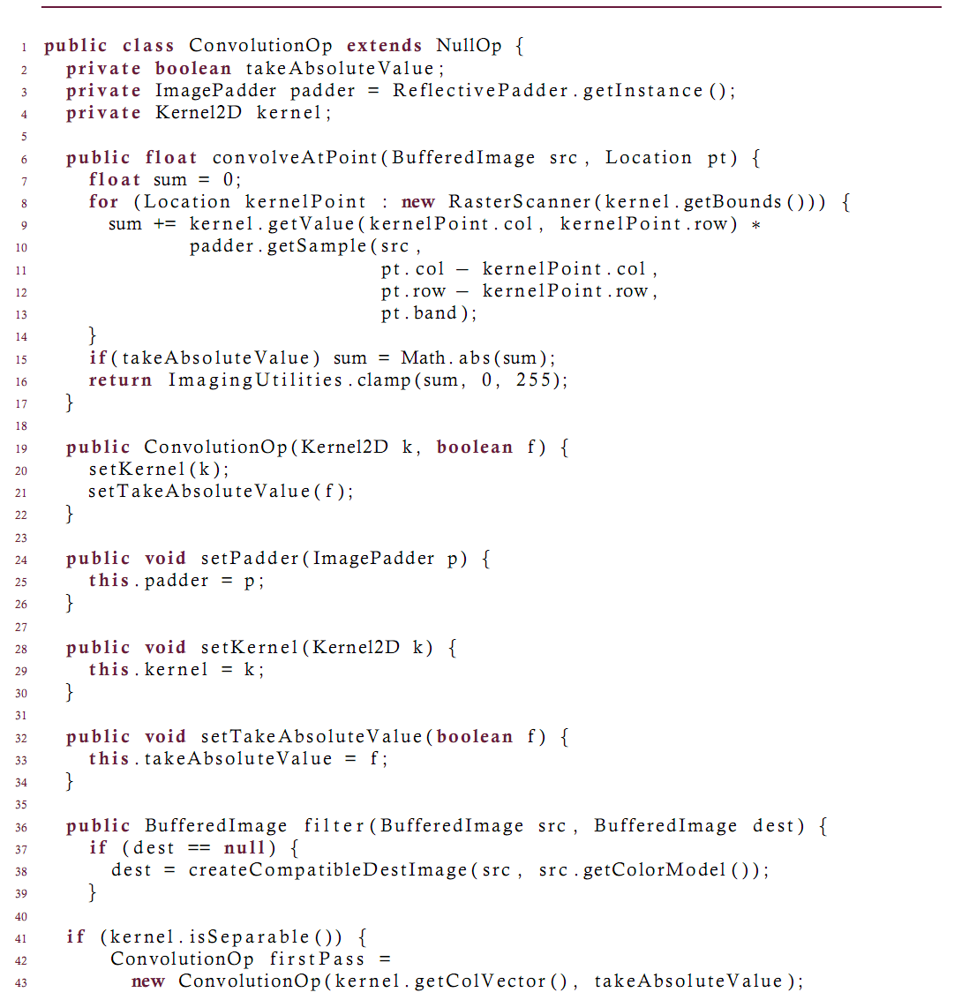 1 public class ConvolutionOp extends NullOp {
2 private boolean takeAbsoluteValue;
3 private ImagePadder padder = ReflectivePadder.getInstance();
4 private Kernel2D kernel;
5
6 public float convolveAtPoint(BufferedImage src, Location pt) {
7 float sum = 0;
8 for (Location kernelPoint : new RasterScanner(kernel.getBounds())) {
9 sum += kernel.getValue(kernelPoint.col, kernelPoint.row) *
10 padder.getSample(src,
11 pt.col − kernelPoint.col,
12 pt.row − kernelPoint.row,
13 pt.band);
14 }
15 if(takeAbsoluteValue) sum = Math.abs(sum);
16 return ImagingUtilities.clamp(sum, 0, 255);
17 }
18
19 public ConvolutionOp(Kernel2D k, boolean f) {
20 setKernel(k);
21 setTakeAbsoluteValue(f);
22 }
23
24 public void setPadder(ImagePadder p) {
25 this.padder = p;
26 }
27
28 public void setKernel(Kernel2D k) {
29 this.kernel = k;
30 }
31
32 public void setTakeAbsoluteValue(boolean f) {
33 this.takeAbsoluteValue = f;
34 }
35
36 public BufferedImage filter(BufferedImage src, BufferedImage dest) {
37 if (dest == null) {
38 dest = createCompatibleDestImage(src, src.getColorModel());
39 }
40
41 if (kernel.isSeparable()) {
42 ConvolutionOp firstPass =
43 new ConvolutionOp(kernel.getColVector(), takeAbsoluteValue);